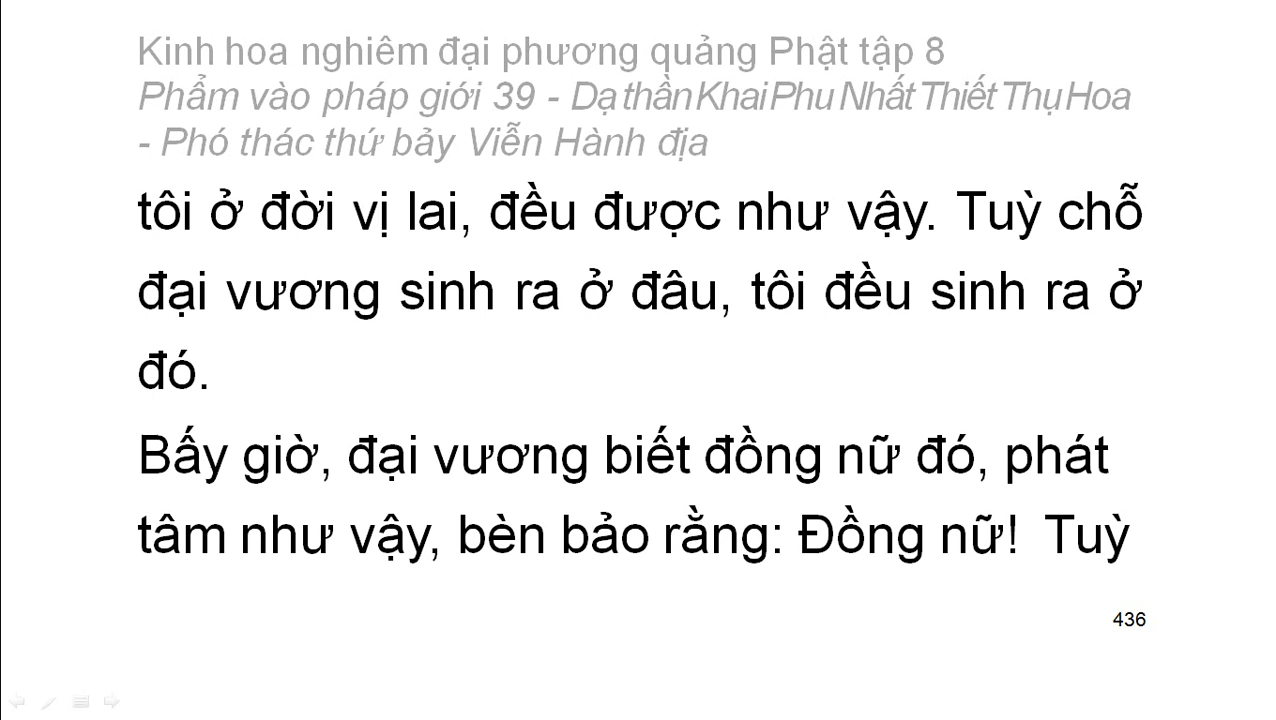 Kinh hoa nghiêm đại phương quảng Phật tập 8
Phẩm vào pháp giới 39 - Dạ thần Khai Phu Nhất Thiết Thụ Hoa
- Phó thác thứ bảy Viễn Hành địa
tôi ở đời vị lai, đều được như vậy. Tuỳ chỗ
đại vương sinh ra ở đâu, tôi đều sinh ra ở
đó.
Bấy giờ, đại vương biết đồng nữ đó, phát
tâm như vậy, bèn bảo rằng: Đồng nữ! Tuỳ
436